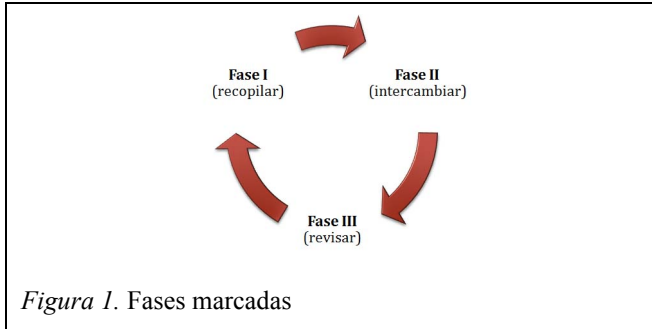 Fase I
(recopilar)
Fase II
(intercambiar)
Fase III
(revisar)
Figura 1. Fases marcadas